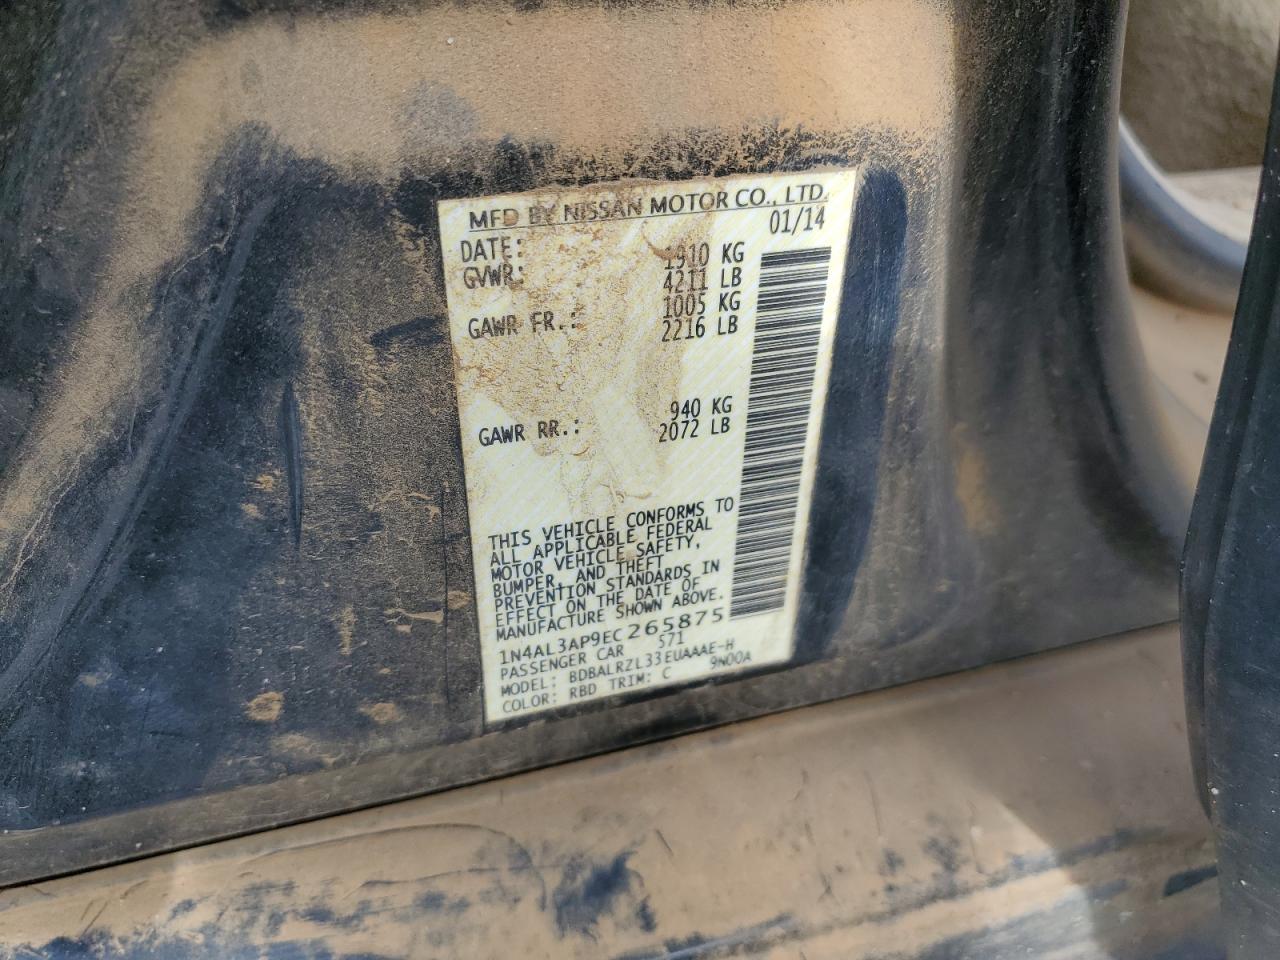 MFD BY NISSAN MOTOR CO., LTD.
DATE: 01/14
GVWR: 1910 KG
4211 LB
GAWR FR.: 1005 KG
2216 LB
GAWR RR.: 940 KG
2072 LB
THIS VEHICLE CONFORMS TO
ALL APPLICABLE FEDERAL
MOTOR VEHICLE SAFETY,
BUMPER, AND THEFT
PREVENTION STANDARDS IN
EFFECT ON THE DATE OF
MANUFACTURE SHOWN ABOVE.
1N4AL3AP9EC265875
PASSENGER CAR 571
MODEL: BDBALRZL33EUAAAE-H
COLOR: RBD TRIM: C 9N00A